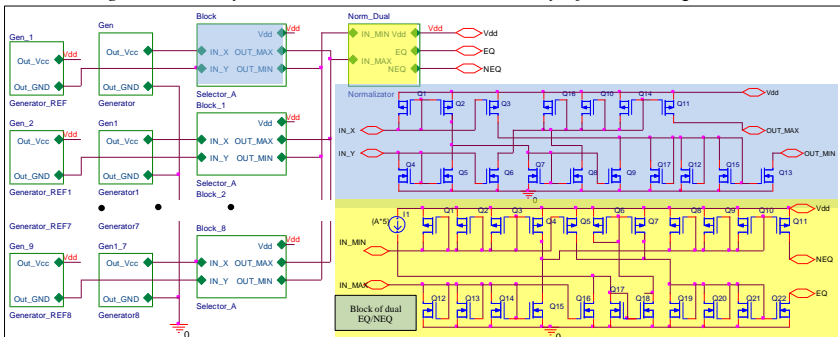 Gen_1
Gen
Block
Norm_Dual
Vdd
Vdd
Vdd
Out_Vcc
Out_Vcc
Vdd
IN_X OUT_MAX
IN_MIN Vdd
Vdd
EQ
IN_Y OUT_MIN
IN_MAX
EQ
NEQ
NEQ
Out_GND
Out_GND
Generator_REF
Generator
Selector_A
Normalizator
Gen_2
Gen1
Block_1
Vdd
Vdd
Out_Vcc
Out_Vcc
Vdd
IN_X OUT_MAX
IN_Y OUT_MIN
Out_GND
Out_GND
Generator_REF1
Generator1
Selector_A
Block_2
Generator_REF7
Generator7
Gen_9
Gen1_7
Block_8
Vdd
Vdd
Out_Vcc
Out_Vcc
Vdd
IN_X OUT_MAX
IN_Y OUT_MIN
Out_GND
Out_GND
Generator_REF8
Generator8
Selector_A
0
Q1 Q2 Q3 Q16 Q10 Q14 Q11
Vdd
IN_X
OUT_MAX
IN_Y
OUT_MIN
Q4 Q5 Q6 Q7 Q8 Q9 Q17 Q12 Q15 Q13
0
(A*5) I1
Q1 Q2 Q3 Q4 Q5 Q6 Q7 Q8 Q9 Q10 Q11
Vdd
IN_MIN
NEQ
IN_MAX
EQ
Q12 Q13 Q14 Q15 Q16 Q17 Q18 Q19 Q20 Q21 Q22
0
Block of dual
EQ/NEQ